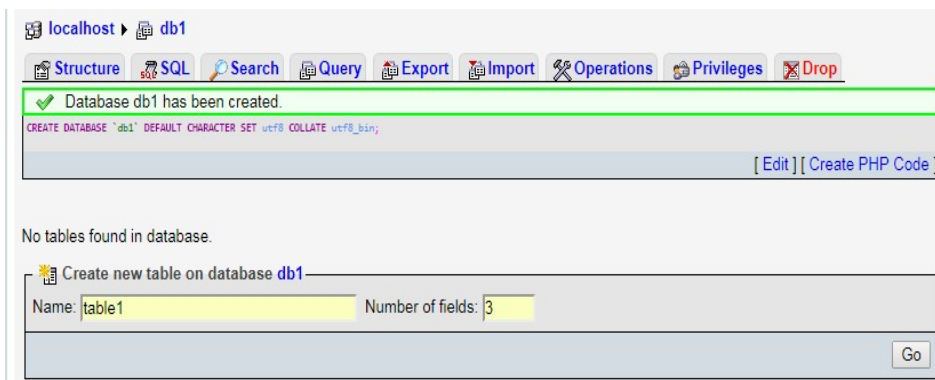 localhost db1
Structure SQL Search Query Export Import Operations Privileges Drop
Database db1 has been created.
CREATE DATABASE `db1` DEFAULT CHARACTER SET utf8 COLLATE utf8_bin;
[ Edit ] [ Create PHP Code ]
No tables found in database.
Create new table on database db1
Name: table1 Number of fields: 3
Go